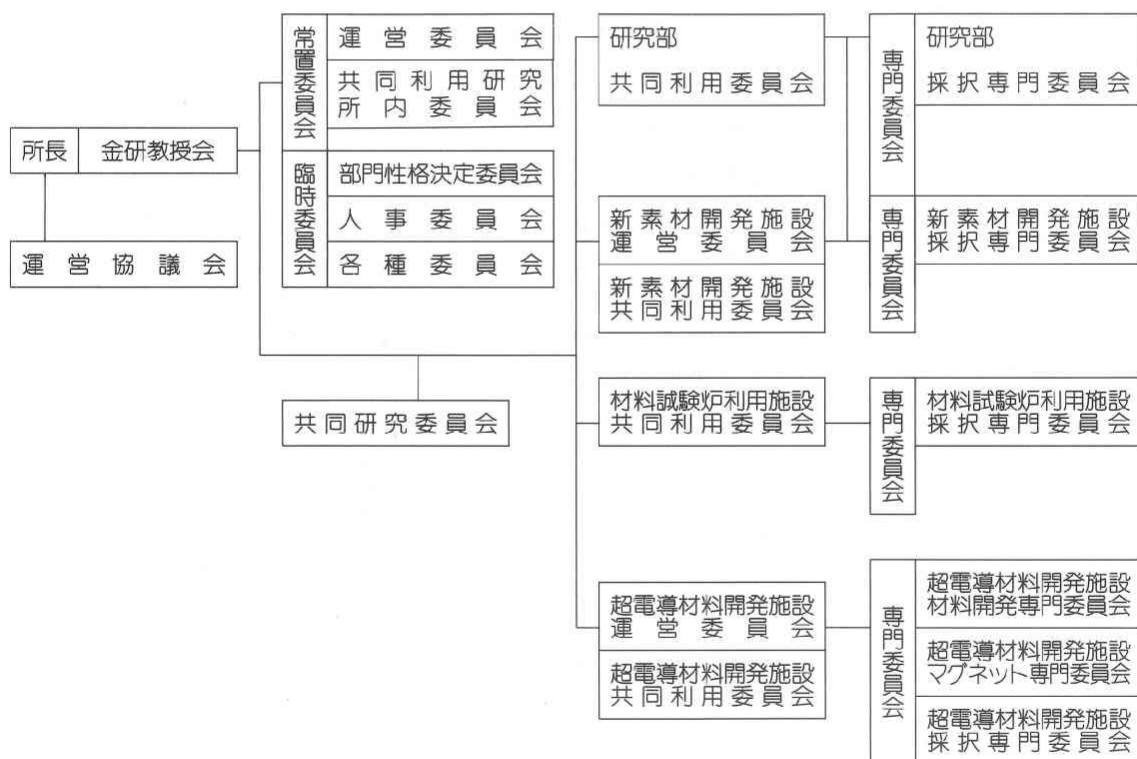 所長
金研教授会
運営協議会
常置委員会
運営委員会
共同利用研究
所内委員会
臨時委員会
部門性格決定委員会
人事委員会
各種委員会
共同研究委員会
研究部
共同利用委員会
専門委員会
研究部
採択専門委員会
新素材開発施設
運営委員会
新素材開発施設
共同利用委員会
専門委員会
新素材開発施設
採択専門委員会
材料誠験炉利用施設
共同利用委員会
専門委員会
材料試験炉利用施設
採択専門委員会
超電導材料開発施設
運営委員会
超電導材料開発施設
共同利用委員会
専門委員会
超電導材料開発施設
材料開発専門委員会
超電導材料開発施設
マグネット専門委員会
超電導材料開発施設
採択専門委員会